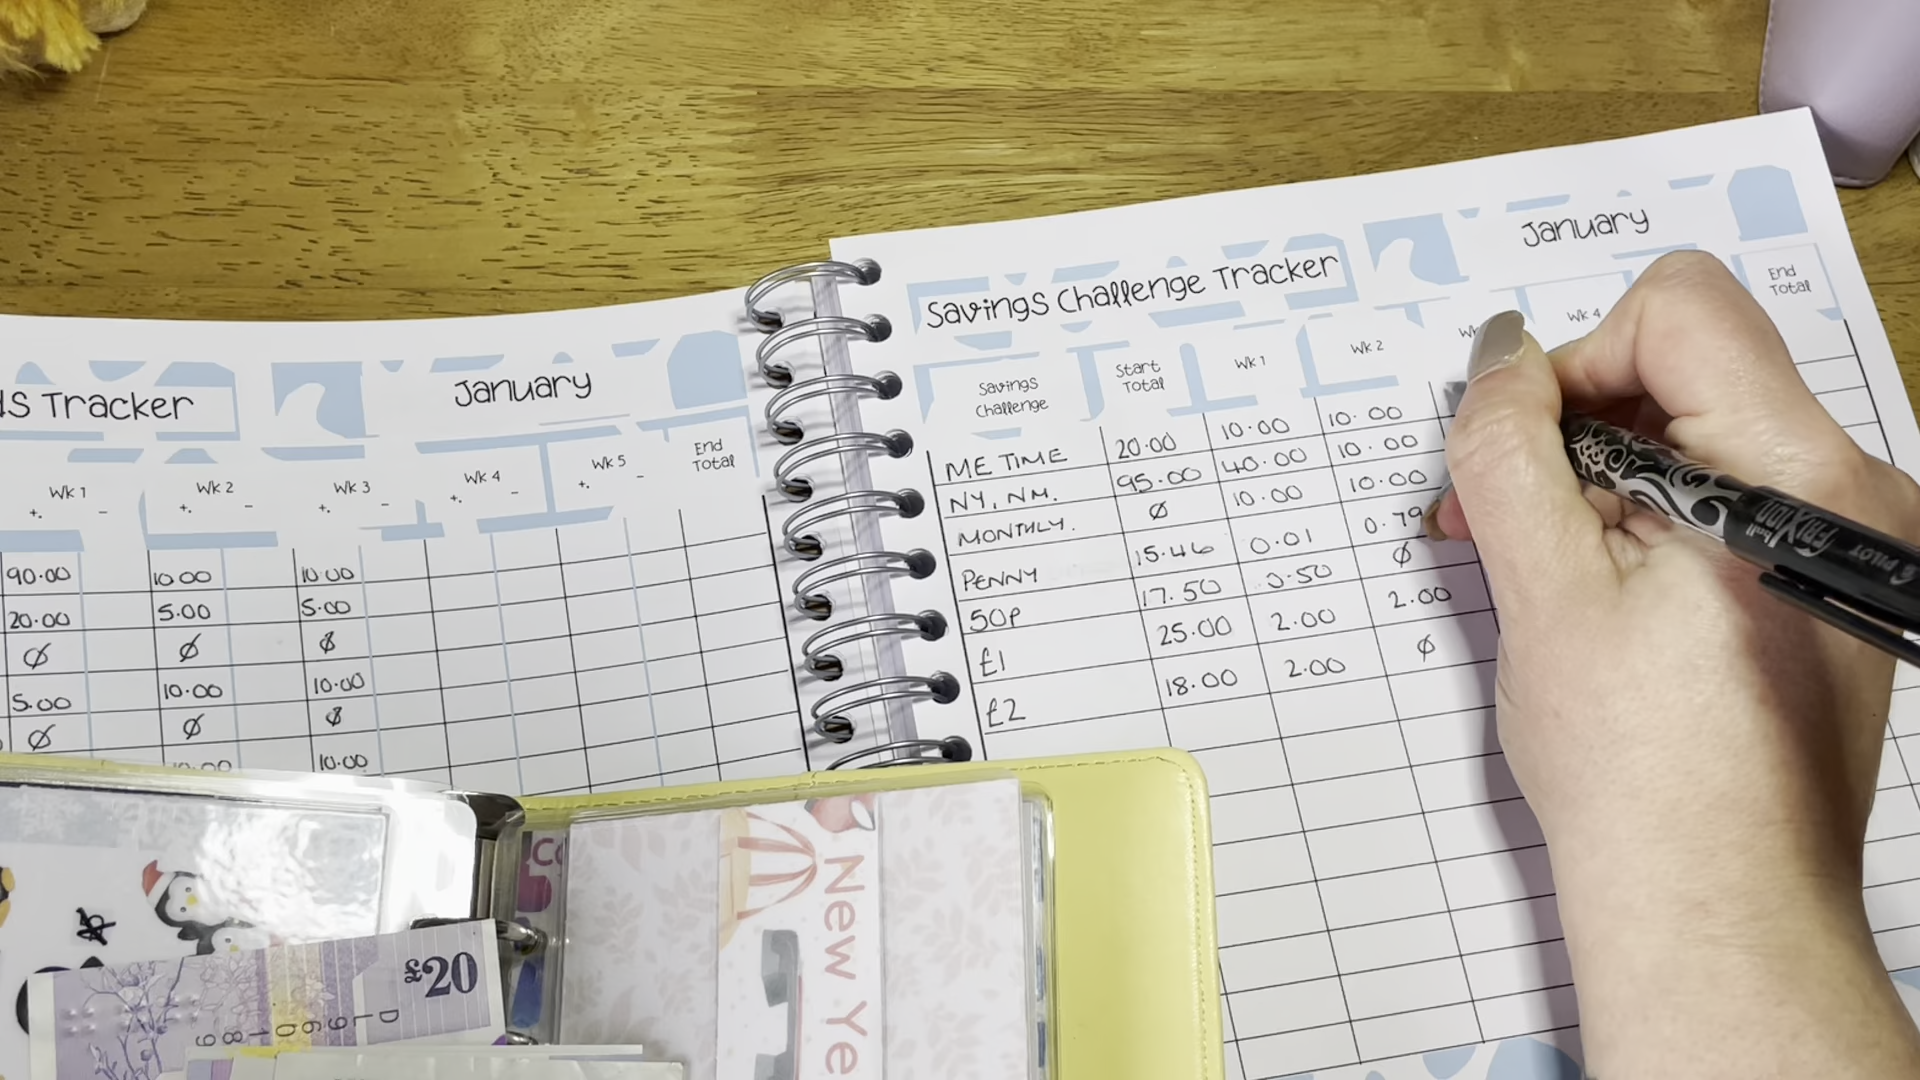 ds Tracker January
Wk 1 Wk 2 Wk 3 Wk 4 Wk 5 End Total
+. - +. - +. - +. - +. -
90.00 10 00 10 00
20.00 5.00 5.00
Ø Ø Ø
5.00 10.00 10.00
Ø Ø Ø
10.00 10.00
Savings Challenge Tracker January
Savings Challenge Start Total Wk 1 Wk 2 Wk 4 End Total
ME TIME 20.00 10.00 10.00
NY, NM. 95.00 40.00 10.00
MONTHLY. Ø 10.00 10.00
PENNY 15.46 0.01 0.79
50P 17.50 0.50 Ø
£1 25.00 2.00 2.00
£2 18.00 2.00 Ø
PILOT FRIXION ball
£20
New Ye